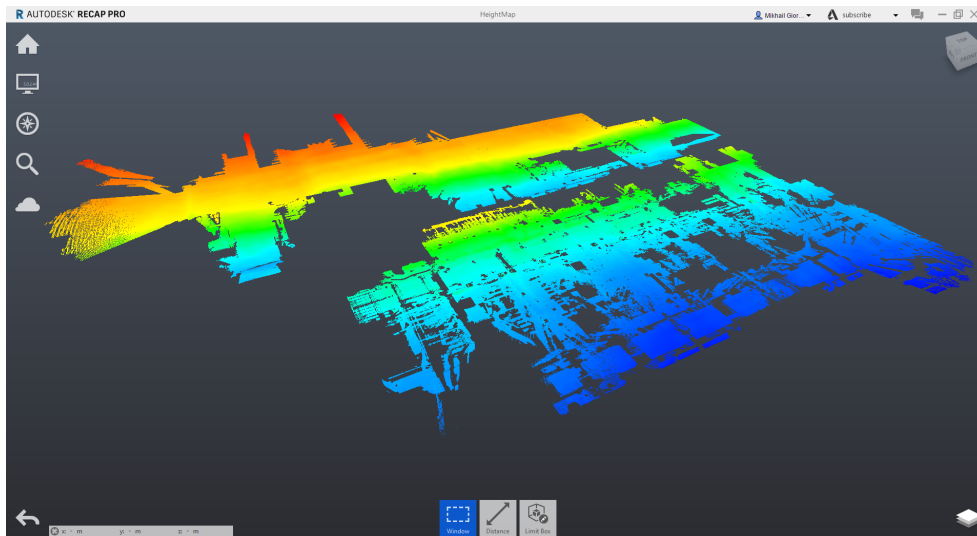 R AUTODESK RECAP PRO
HeightMap
Mikhail Gior...
subscribe
x: - m
y: - m
z: - m
Window
Distance
Limit Box